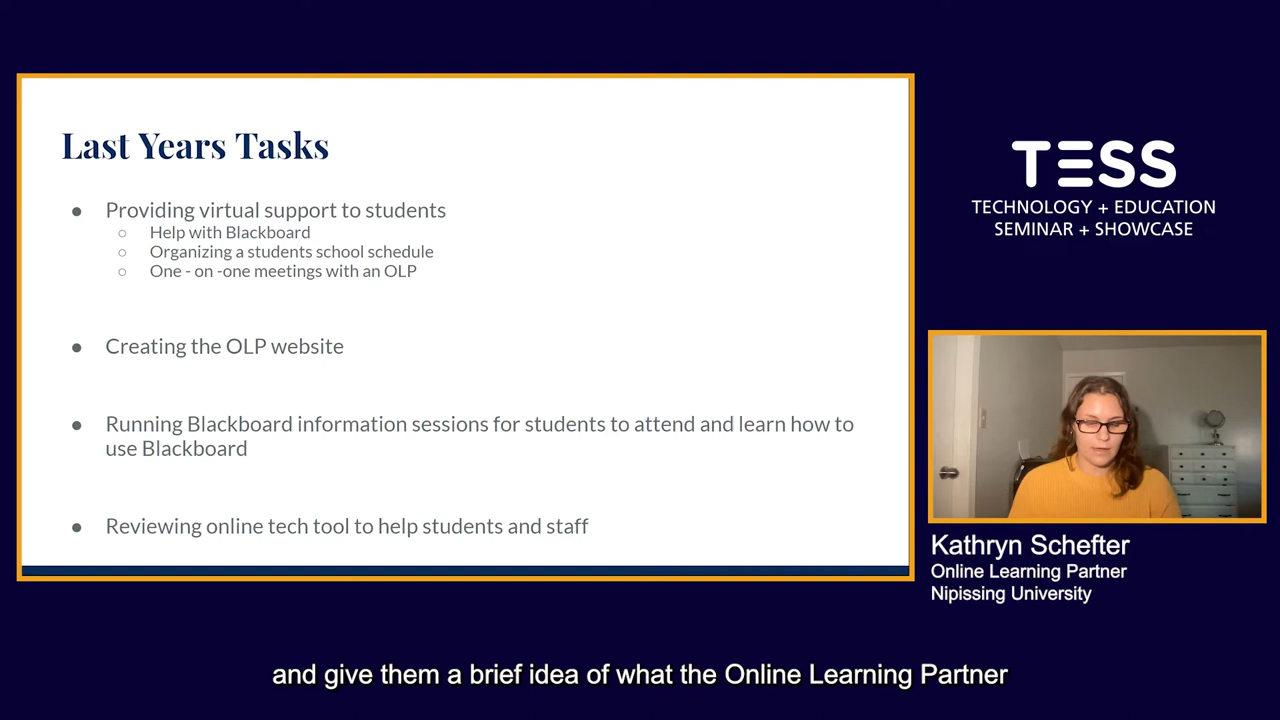 Last Years Tasks
● Providing virtual support to students
○ Help with Blackboard
○ Organizing a students school schedule
○ One - on -one meetings with an OLP
● Creating the OLP website
● Running Blackboard information sessions for students to attend and learn how to
use Blackboard
● Reviewing online tech tool to help students and staff
TESS
TECHNOLOGY + EDUCATION
SEMINAR + SHOWCASE
Kathryn Schefter
Online Learning Partner
Nipissing University
and give them a brief idea of what the Online Learning Partner